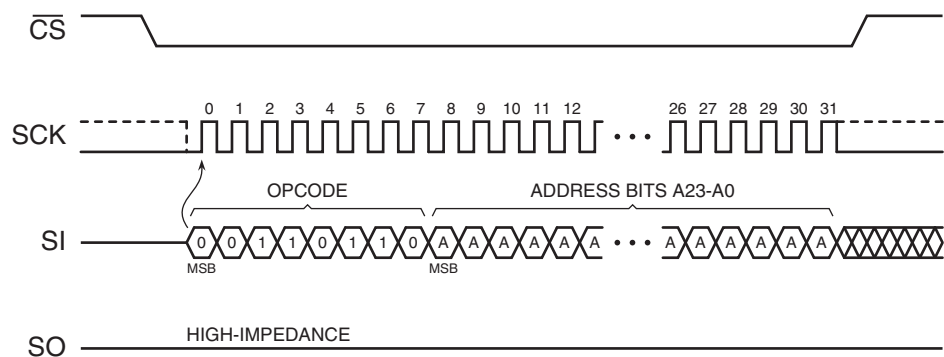 C̅S̅
0 1 2 3 4 5 6 7 8 9 10 11 12 26 27 28 29 30 31
SCK
OPCODE ADDRESS BITS A23-A0
SI 0 0 1 1 0 1 1 0 A A A A A A A A A A A A
MSB MSB
HIGH-IMPEDANCE
SO